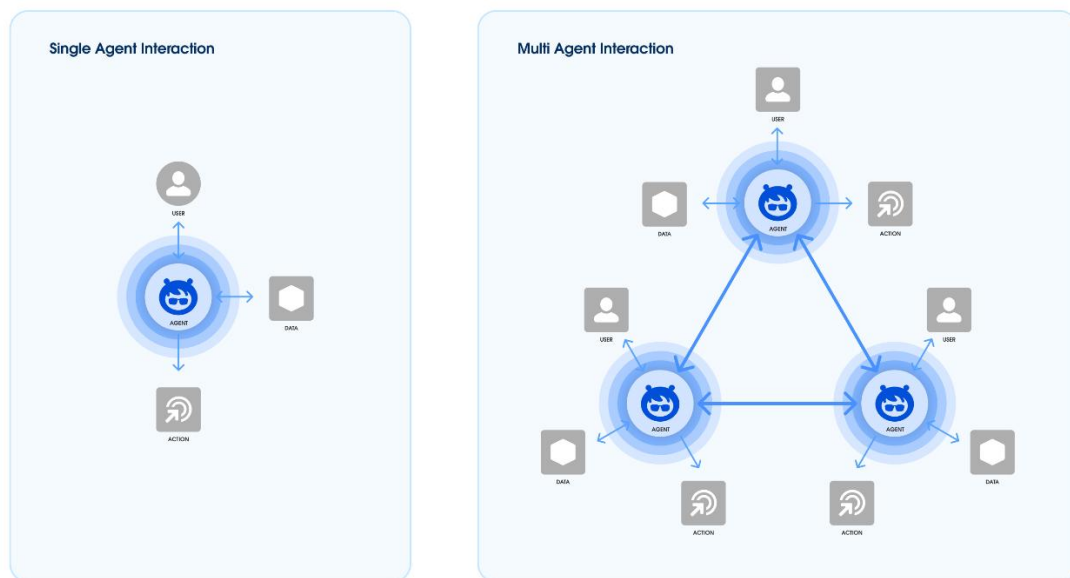 Single Agent Interaction
USER
AGENT
DATA
ACTION
Multi Agent Interaction
USER
AGENT
DATA
ACTION
USER
USER
AGENT
AGENT
DATA
DATA
ACTION
ACTION